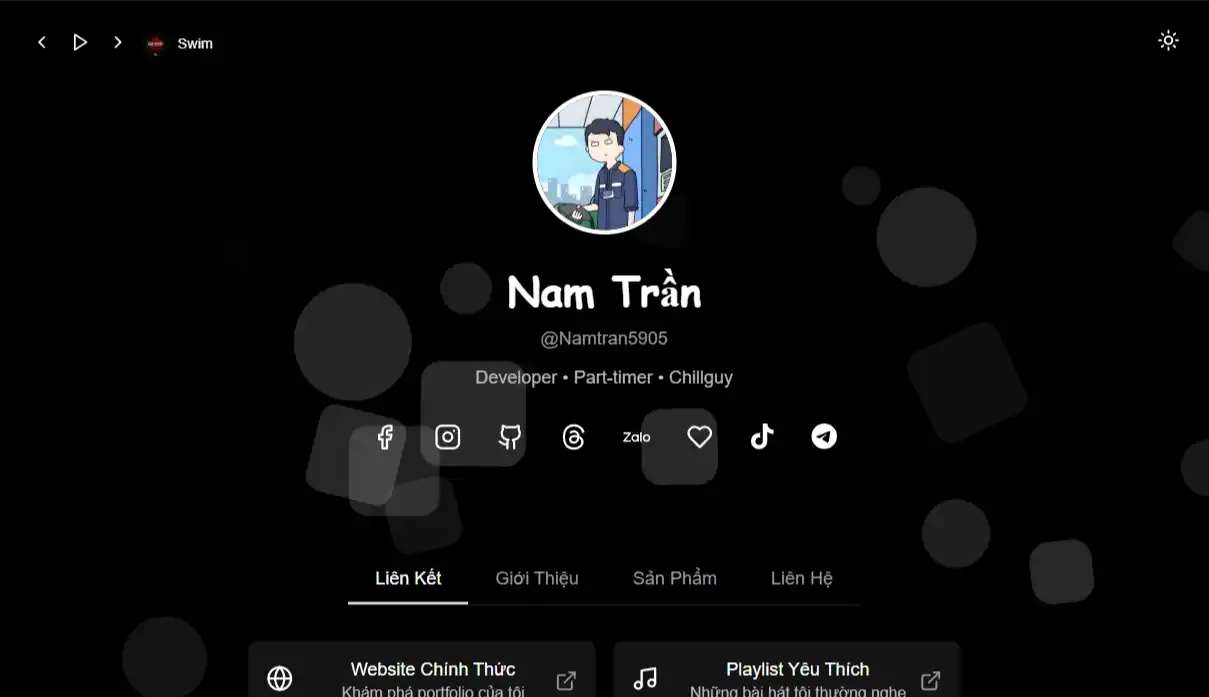 Swim
Nam Trần
@Namtran5905
Developer • Part-timer • Chillguy
Zalo
Liên Kết
Giới Thiệu
Sản Phẩm
Liên Hệ
Website Chính Thức
Khám phá portfolio của tôi
Playlist Yêu Thích
Những bài hát tôi thường nghe